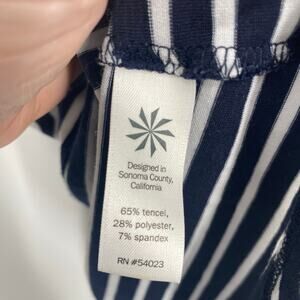 Designed in
Sonoma County,
California
65% tencel,
28% polyester,
7% spandex
RN #54023